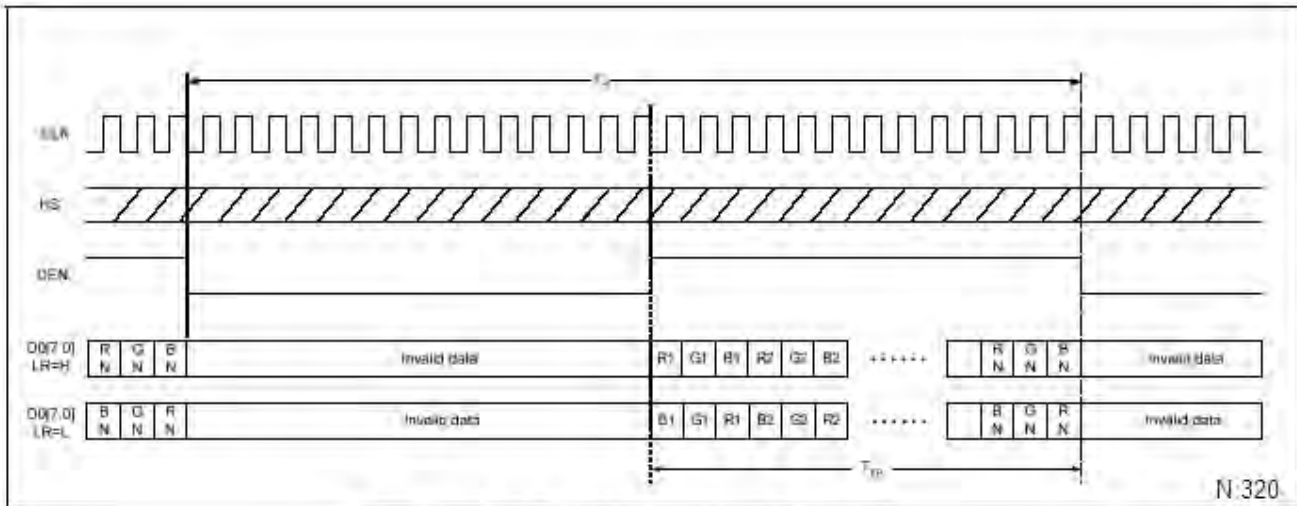 HS
DEN
D0[7:0] R G B Invalid data R1 G1 B1 R2 G2 B2 ...... R G B Invalid data
LR=H N N N N N N
D0[7:0] B G R Invalid data B1 G1 R1 B2 G2 R2 ...... B G R Invalid data
LR=L N N N N N N
N:320